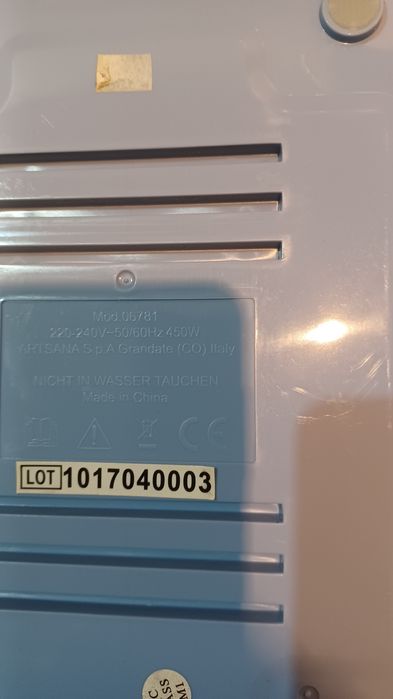 Mod.06781
220-240V~50/60Hz 450W
ARTSANA S.p.A Grandate (CO) Italy
NICHT IN WASSER TAUCHEN
Made in China
CE
LOT 1017040003